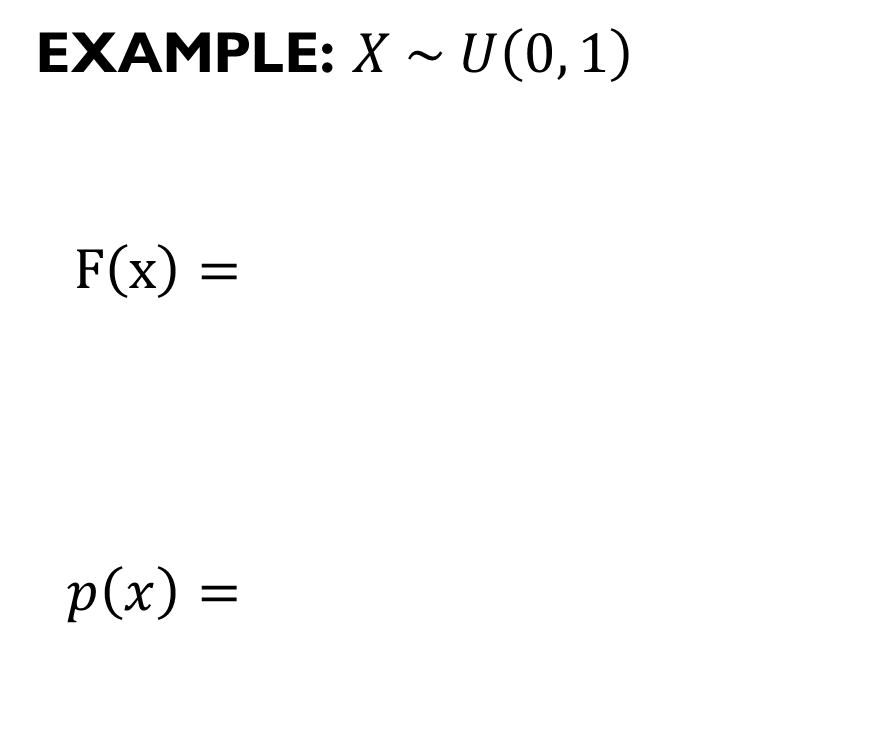 EXAMPLE: X ~ U(0, 1)
F(x) =
p(x) =